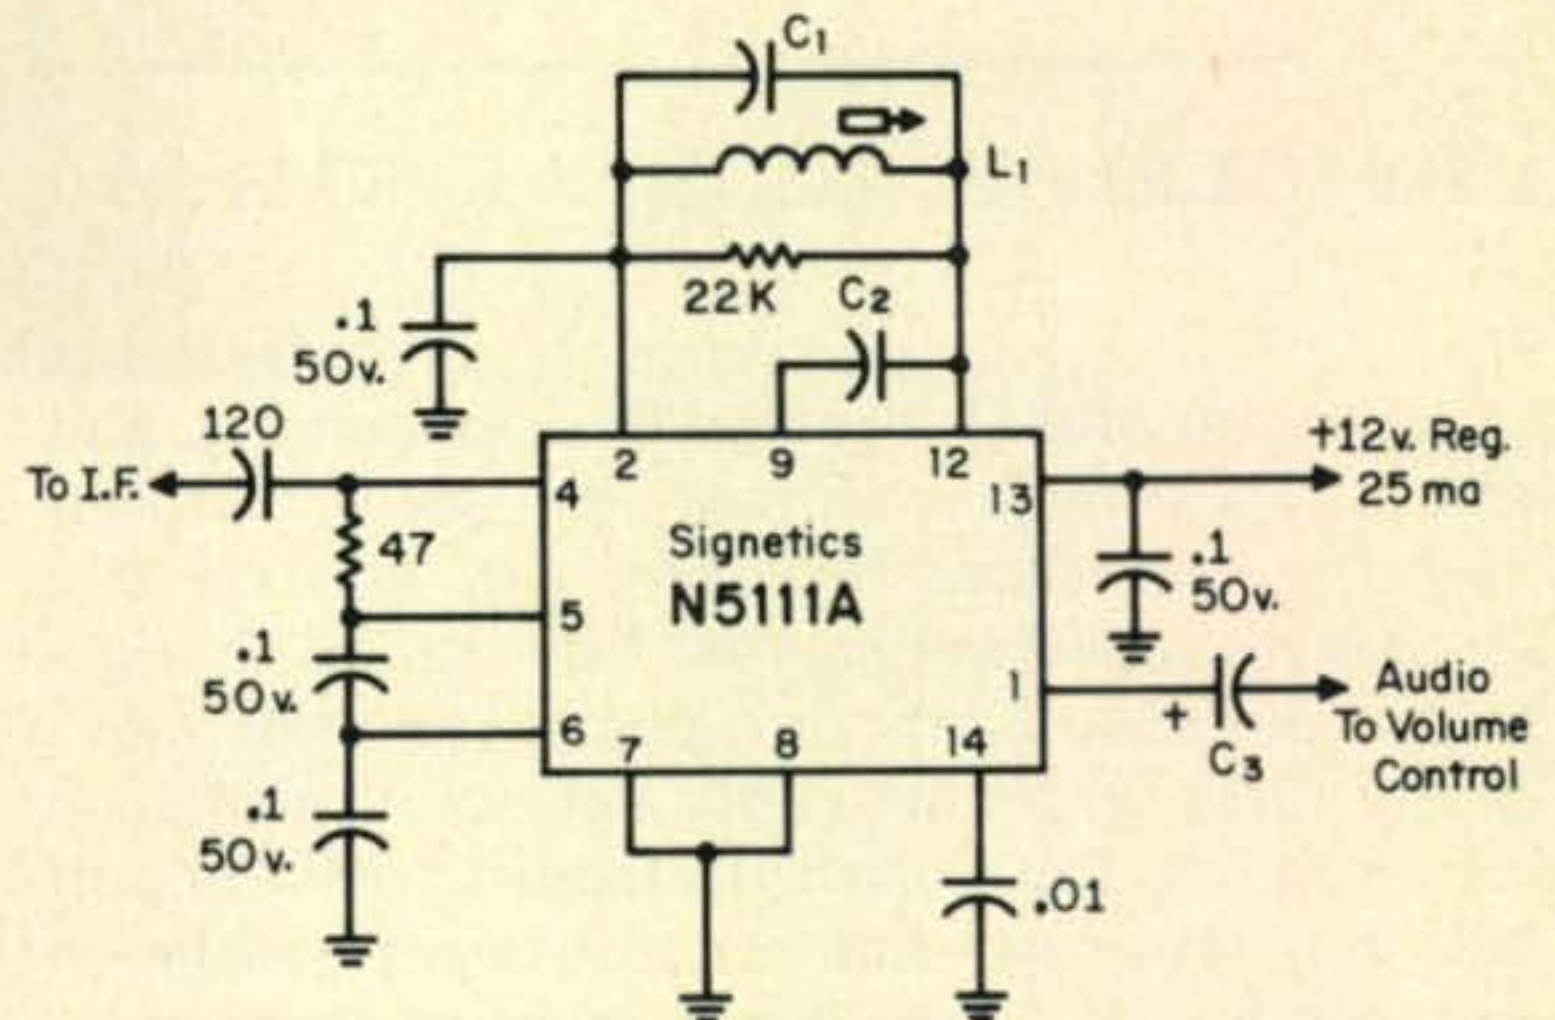 C1
L1
22K
C2
.1
50v.
120
To I.F.
47
.1
50v.
.1
50v.
2
9
12
4
5
6
7
8
14
13
1
Signetics
N5111A
+12v. Reg.
25 ma
.1
50v.
+
C3
Audio
To Volume
Control
.01